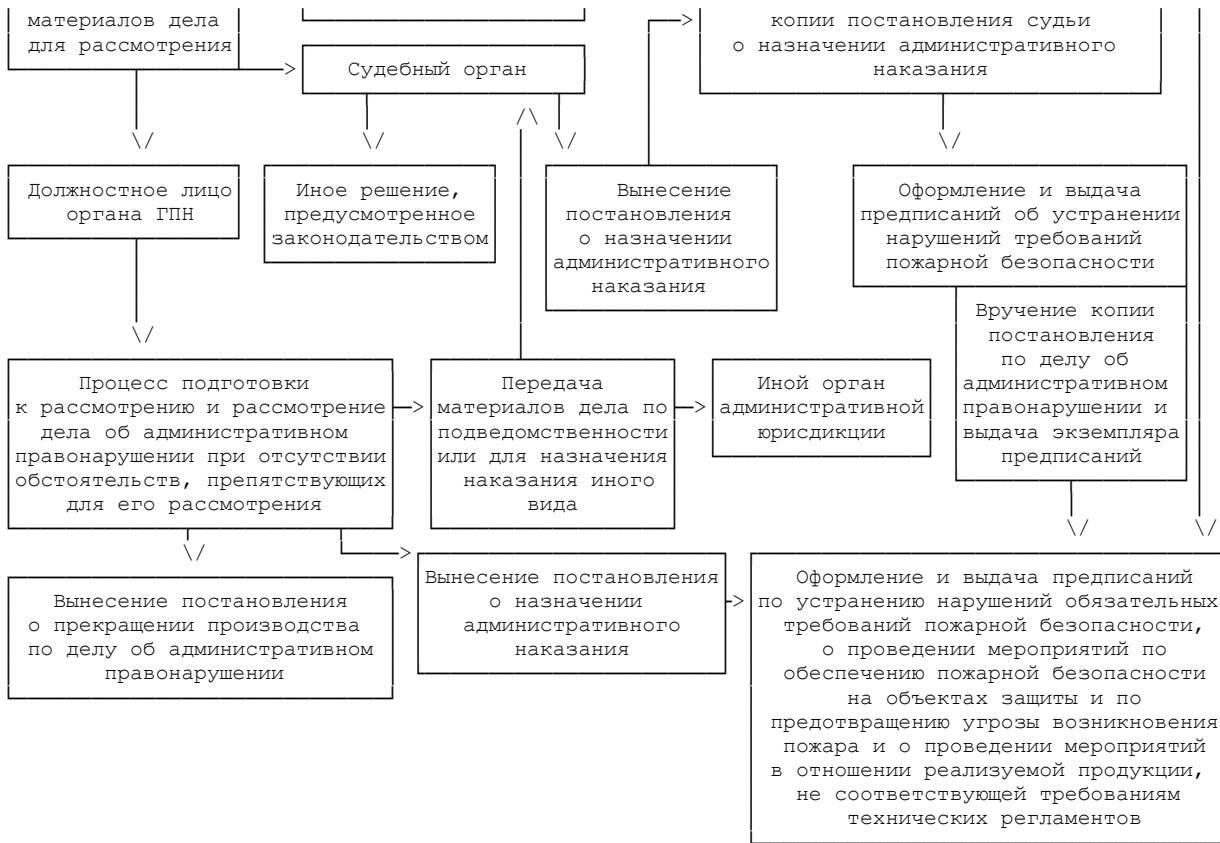 материалов дела
для рассмотрения
копии постановления судьи
о назначении административного
наказания
Судебный орган
Должностное лицо
органа ГПН
Иное решение,
предусмотренное
законодательством
Вынесение
постановления
о назначении
административного
наказания
Оформление и выдача
предписаний об устранении
нарушений требований
пожарной безопасности
Вручение копии
постановления
по делу об
административном
правонарушении и
выдача экземпляра
предписаний
Процесс подготовки
к рассмотрению и рассмотрение
дела об административном
правонарушении при отсутствии
обстоятельств, препятствующих
для его рассмотрения
Передача
материалов дела по
подведомственности
или для назначения
наказания иного
вида
Иной орган
административной
юрисдикции
Вынесение постановления
о прекращении производства
по делу об административном
правонарушении
Вынесение постановления
о назначении
административного
наказания
Оформление и выдача предписаний
по устранению нарушений обязательных
требований пожарной безопасности,
о проведении мероприятий по
обеспечению пожарной безопасности
на объектах защиты и по
предотвращению угрозы возникновения
пожара и о проведении мероприятий
в отношении реализуемой продукции,
не соответствующей требованиям
технических регламентов